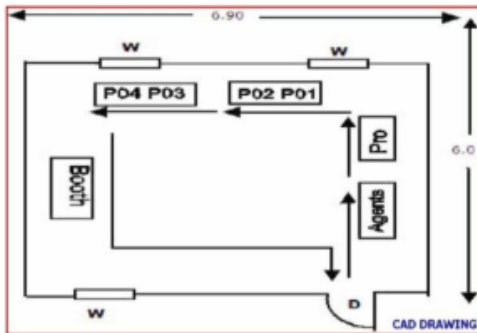 6.90
W
W
P04 P03
P02 P01
Pro
6.0
Booth
Agents
W
D
CAD DRAWING